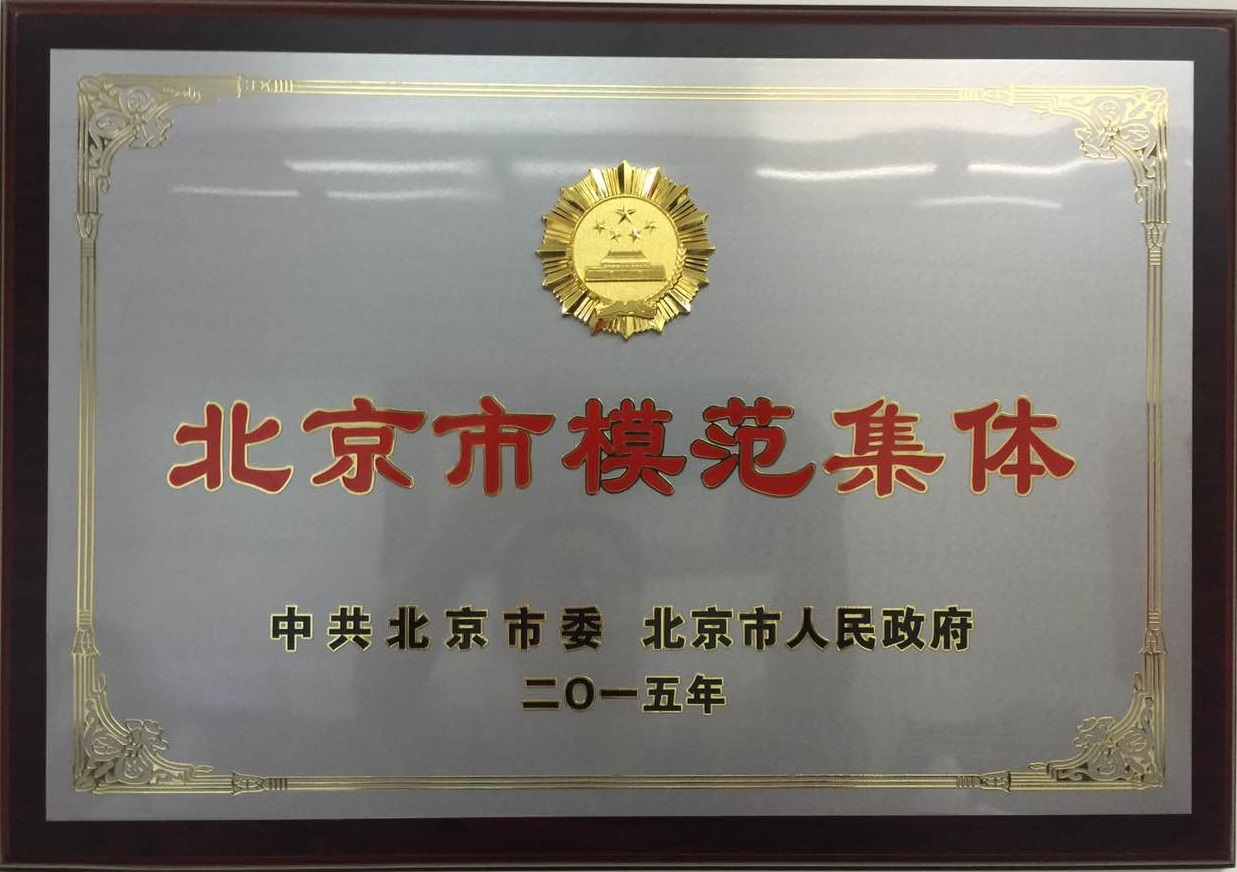 北京市模范集体
中共北京市委 北京市人民政府
二〇一五年